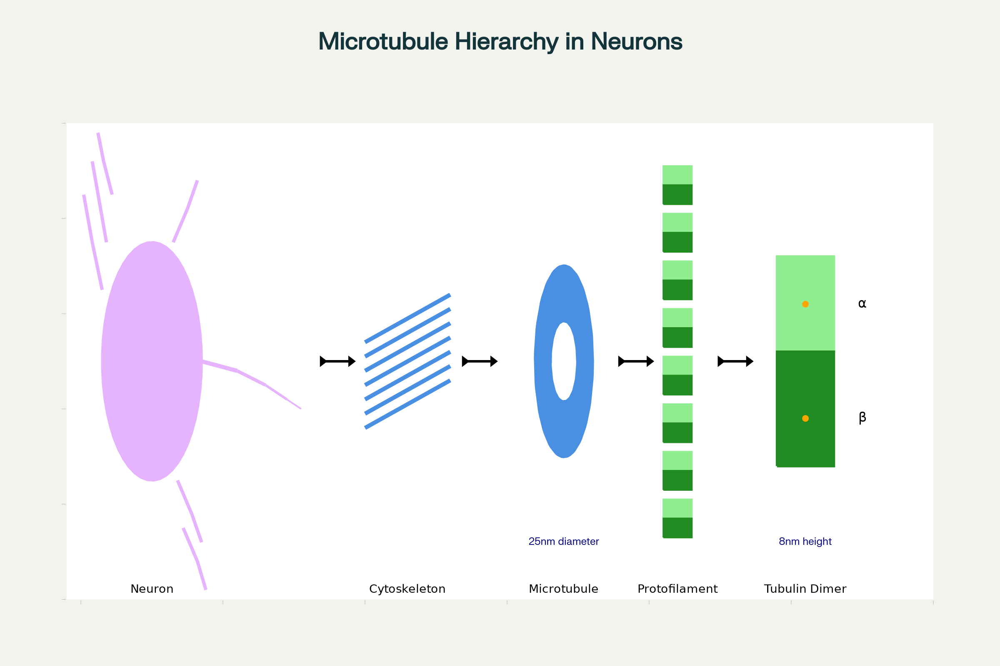 Microtubule Hierarchy in Neurons
α
β
25nm diameter
8nm height
Neuron
Cytoskeleton
Microtubule
Protofilament
Tubulin Dimer